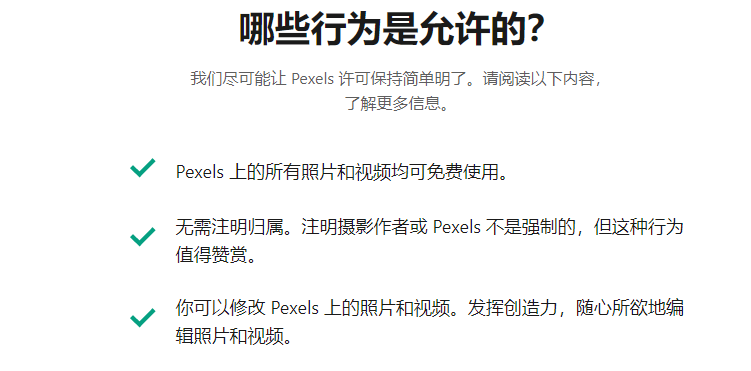 哪些行为是允许的？
我们尽可能让 Pexels 许可保持简单明了。请阅读以下内容，
了解更多信息。
Pexels 上的所有照片和视频均可免费使用。
无需注明归属。注明摄影作者或 Pexels 不是强制的，但这种行为
值得赞赏。
你可以修改 Pexels 上的照片和视频。发挥创造力，随心所欲地编
辑照片和视频。